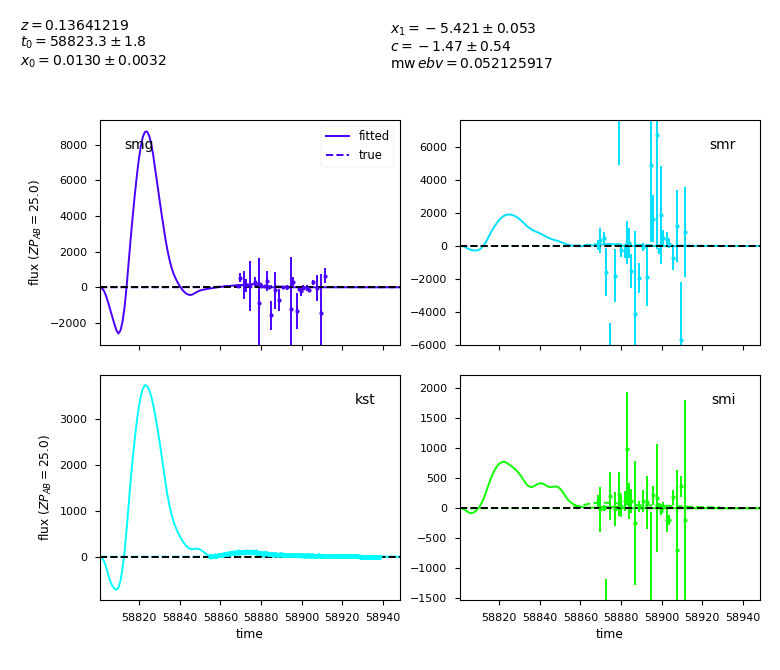 z = 0.13641219
t0 = 58823.3 ± 1.8
x0 = 0.0130 ± 0.0032
x1 = −5.421 ± 0.053
c = −1.47 ± 0.54
mw ebv = 0.052125917
smg
fitted
true
8000
6000
4000
2000
0
−2000
flux (ZP_AB = 25.0)
smr
6000
4000
2000
0
−2000
−4000
−6000
kst
3000
2000
1000
0
flux (ZP_AB = 25.0)
58820 58840 58860 58880 58900 58920 58940
time
smi
2000
1500
1000
500
0
−500
−1000
−1500
58820 58840 58860 58880 58900 58920 58940
time